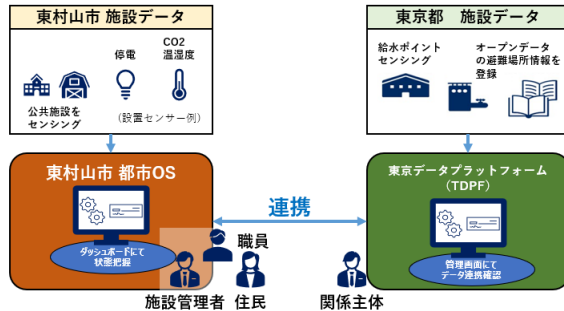 東村山市 施設データ
停電
CO2
温湿度
公共施設を
センシング
(設置センサー例)
東京都 施設データ
給水ポイント
センシング
オープンデータ
の避難場所情報を
登録
東村山市 都市OS
ダッシュボードにて
状態把握
連携
東京データプラットフォーム
(TDPF)
管理画面にて
データ連携確認
職員
施設管理者
住民
関係主体